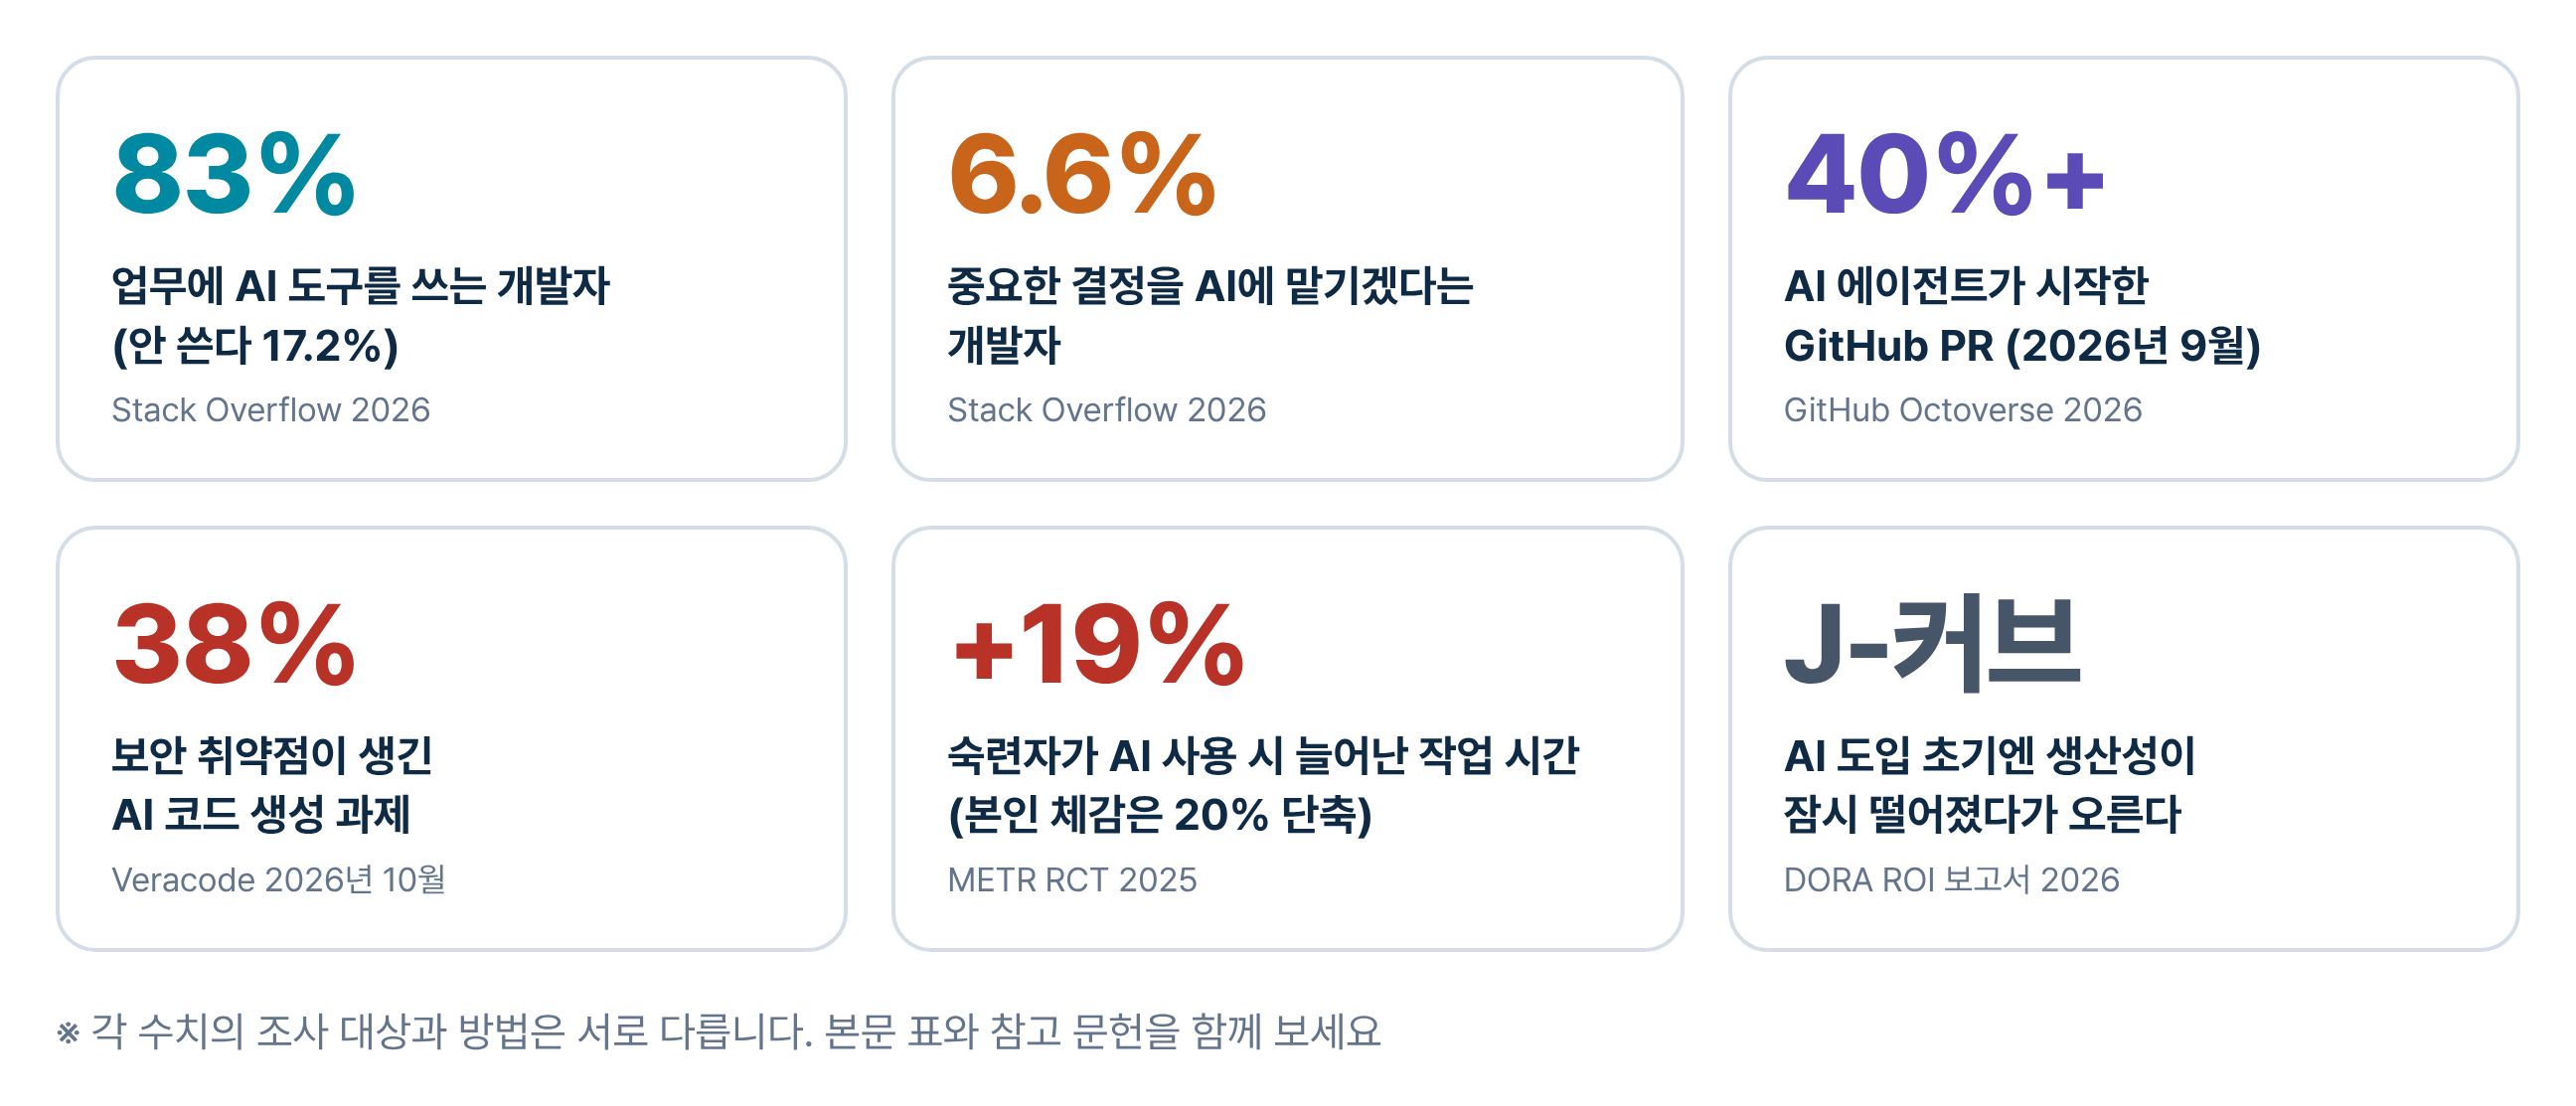 83%
업무에 AI 도구를 쓰는 개발자
(안 쓴다 17.2%)
Stack Overflow 2026
6.6%
중요한 결정을 AI에 맡기겠다는
개발자
Stack Overflow 2026
40%+
AI 에이전트가 시작한
GitHub PR (2026년 9월)
GitHub Octoverse 2026
38%
보안 취약점이 생긴
AI 코드 생성 과제
Veracode 2026년 10월
+19%
숙련자가 AI 사용 시 늘어난 작업 시간
(본인 체감은 20% 단축)
METR RCT 2025
J-커브
AI 도입 초기엔 생산성이
잠시 떨어졌다가 오른다
DORA ROI 보고서 2026
※ 각 수치의 조사 대상과 방법은 서로 다릅니다. 본문 표와 참고 문헌을 함께 보세요